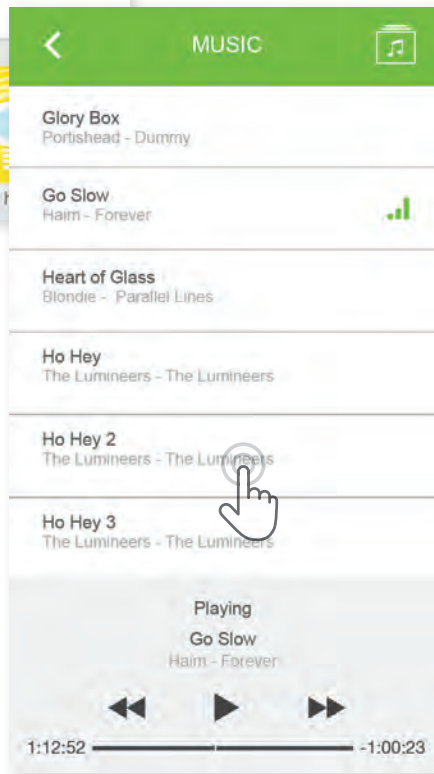 MUSIC
Glory Box
Portishead - Dummy
Go Slow
Haim - Forever
Heart of Glass
Blondie - Parallel Lines
Ho Hey
The Lumineers - The Lumineers
Ho Hey 2
The Lumineers - The Lumineers
Ho Hey 3
The Lumineers - The Lumineers
Playing
Go Slow
Haim - Forever
1:12:52 -1:00:23